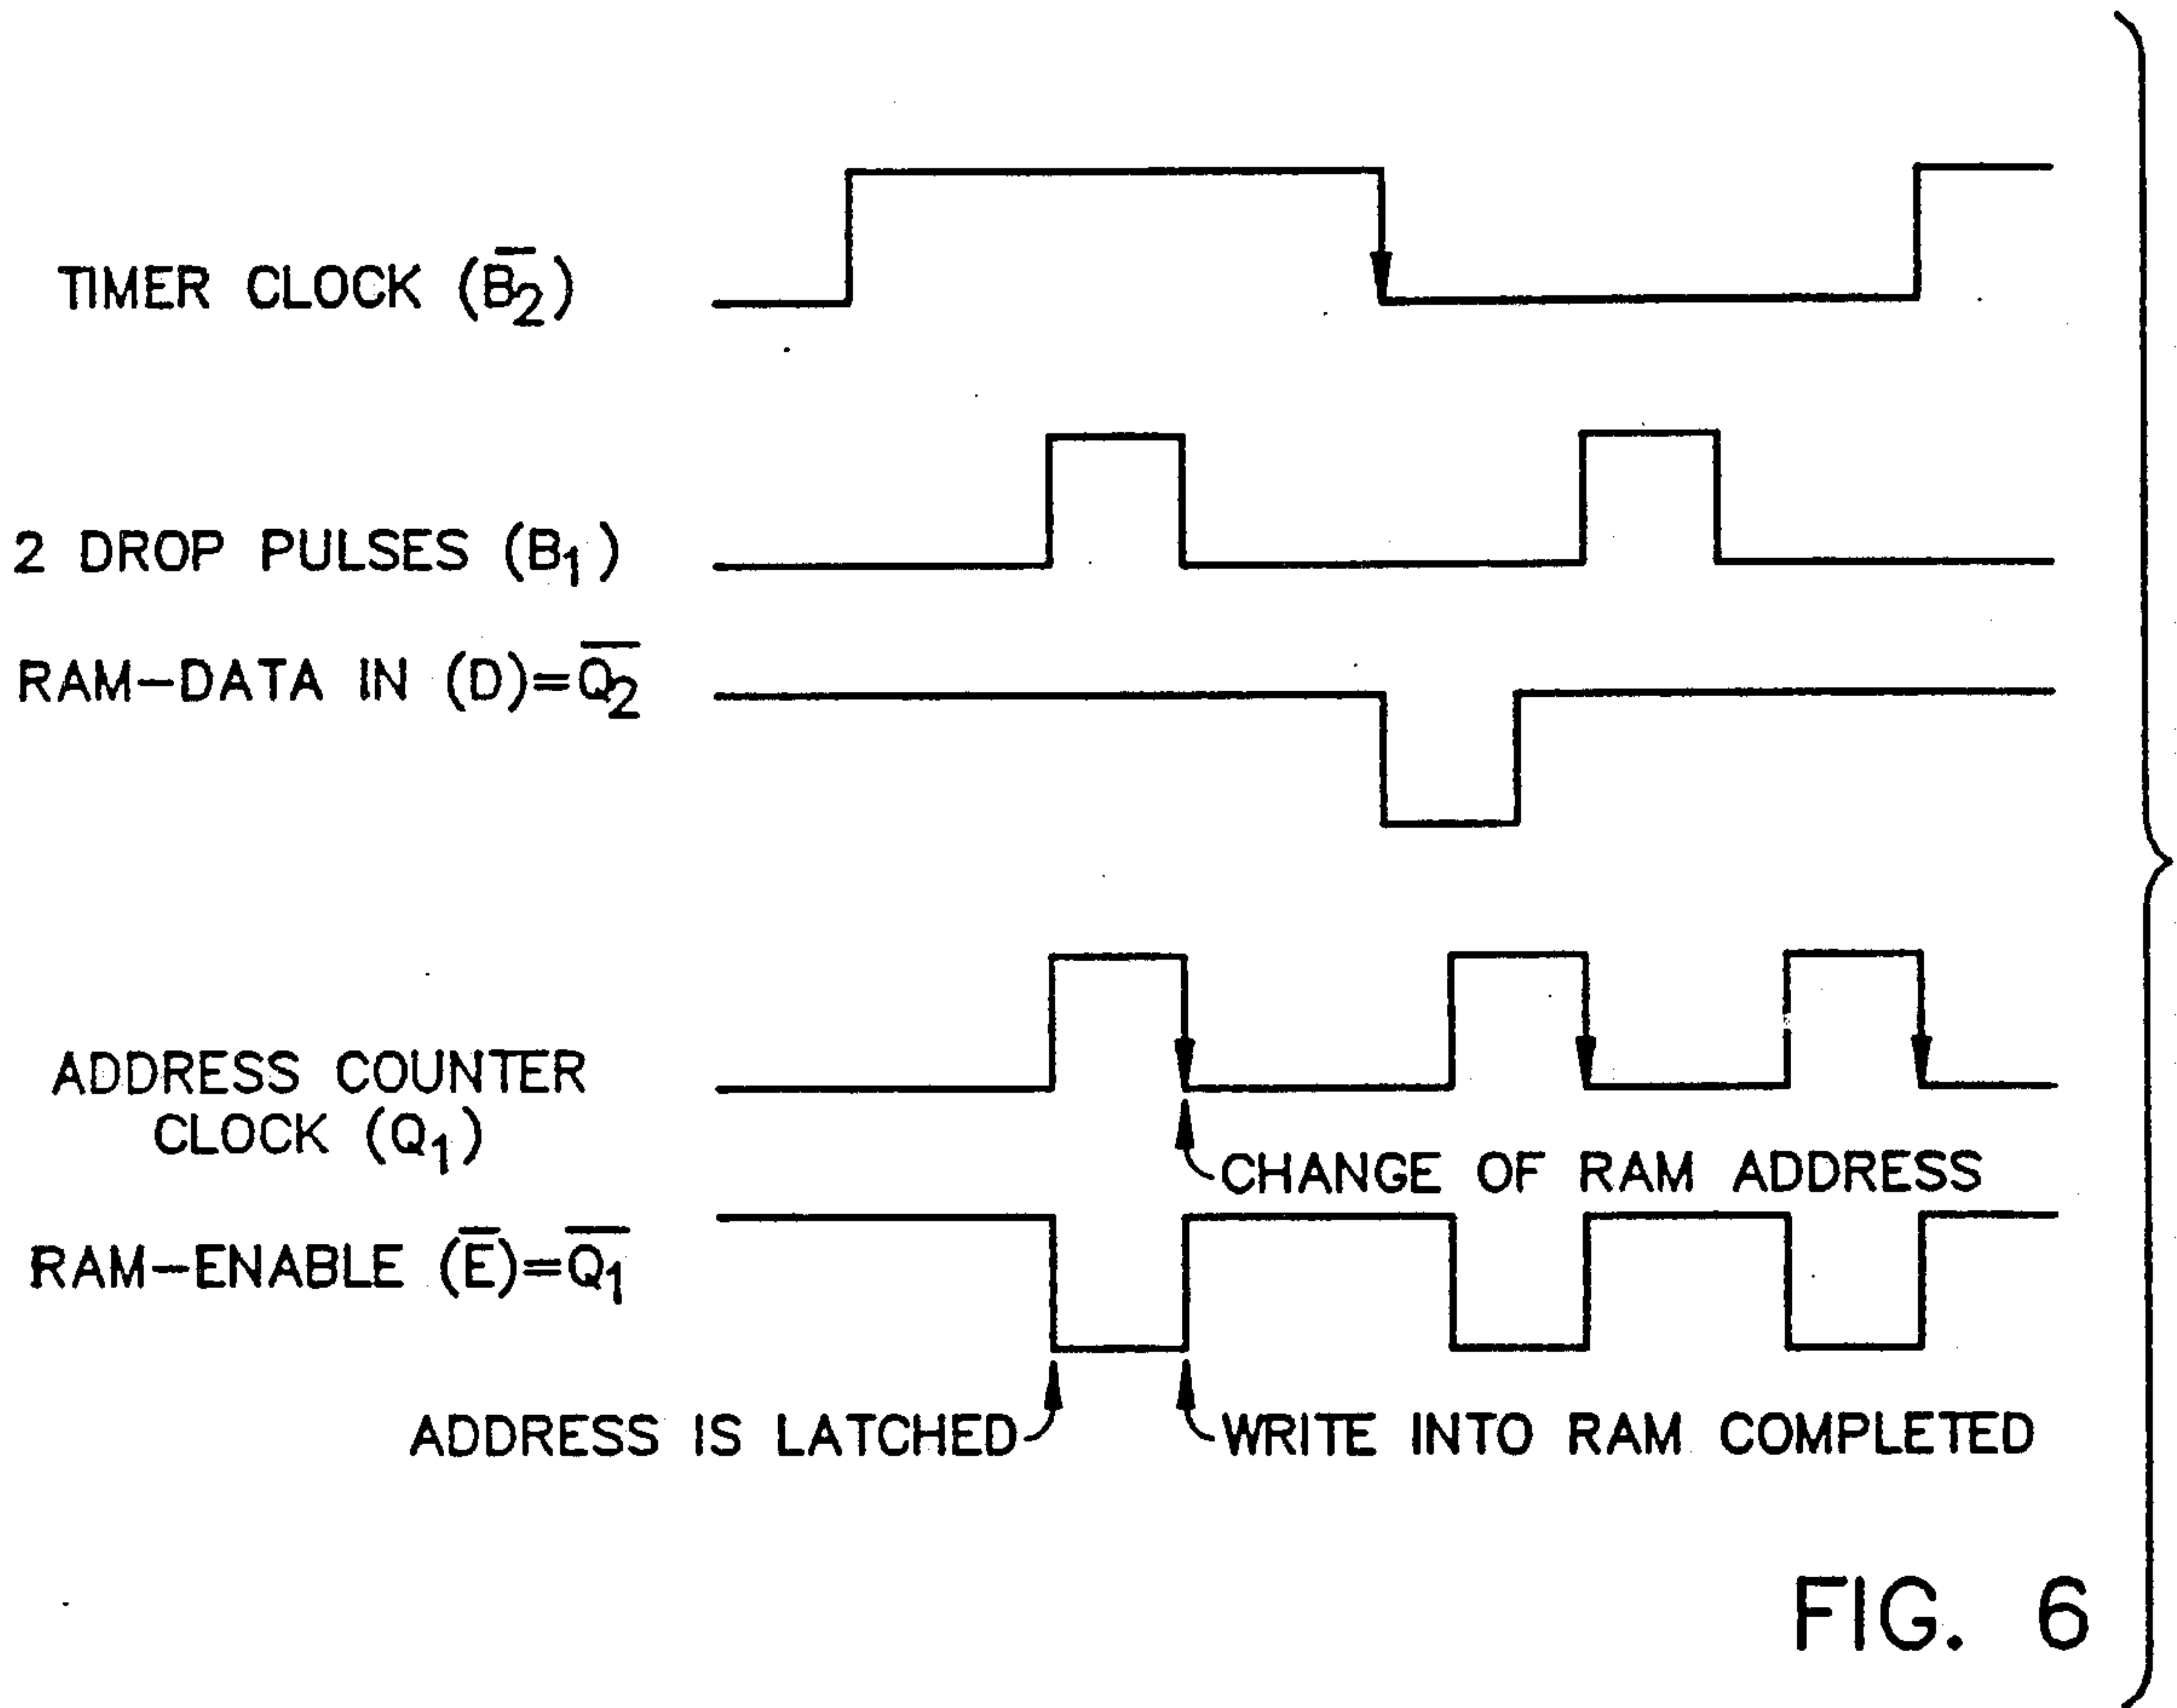 TIMER CLOCK (B̅₂)
2 DROP PULSES (B₁)
RAM–DATA IN (D)=Q̅₂
ADDRESS COUNTER
CLOCK (Q₁)
CHANGE OF RAM ADDRESS
RAM–ENABLE (E̅)=Q̅₁
ADDRESS IS LATCHED
WRITE INTO RAM COMPLETED
FIG. 6